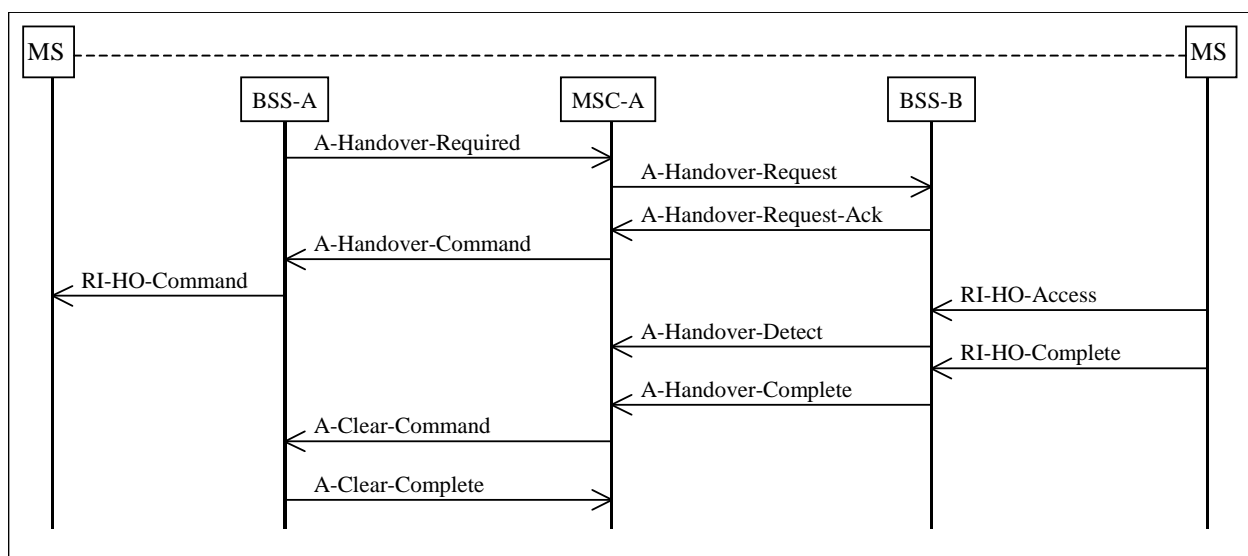 MS
MS
BSS-A
MSC-A
BSS-B
A-Handover-Required
A-Handover-Request
A-Handover-Request-Ack
A-Handover-Command
RI-HO-Command
RI-HO-Access
A-Handover-Detect
RI-HO-Complete
A-Handover-Complete
A-Clear-Command
A-Clear-Complete